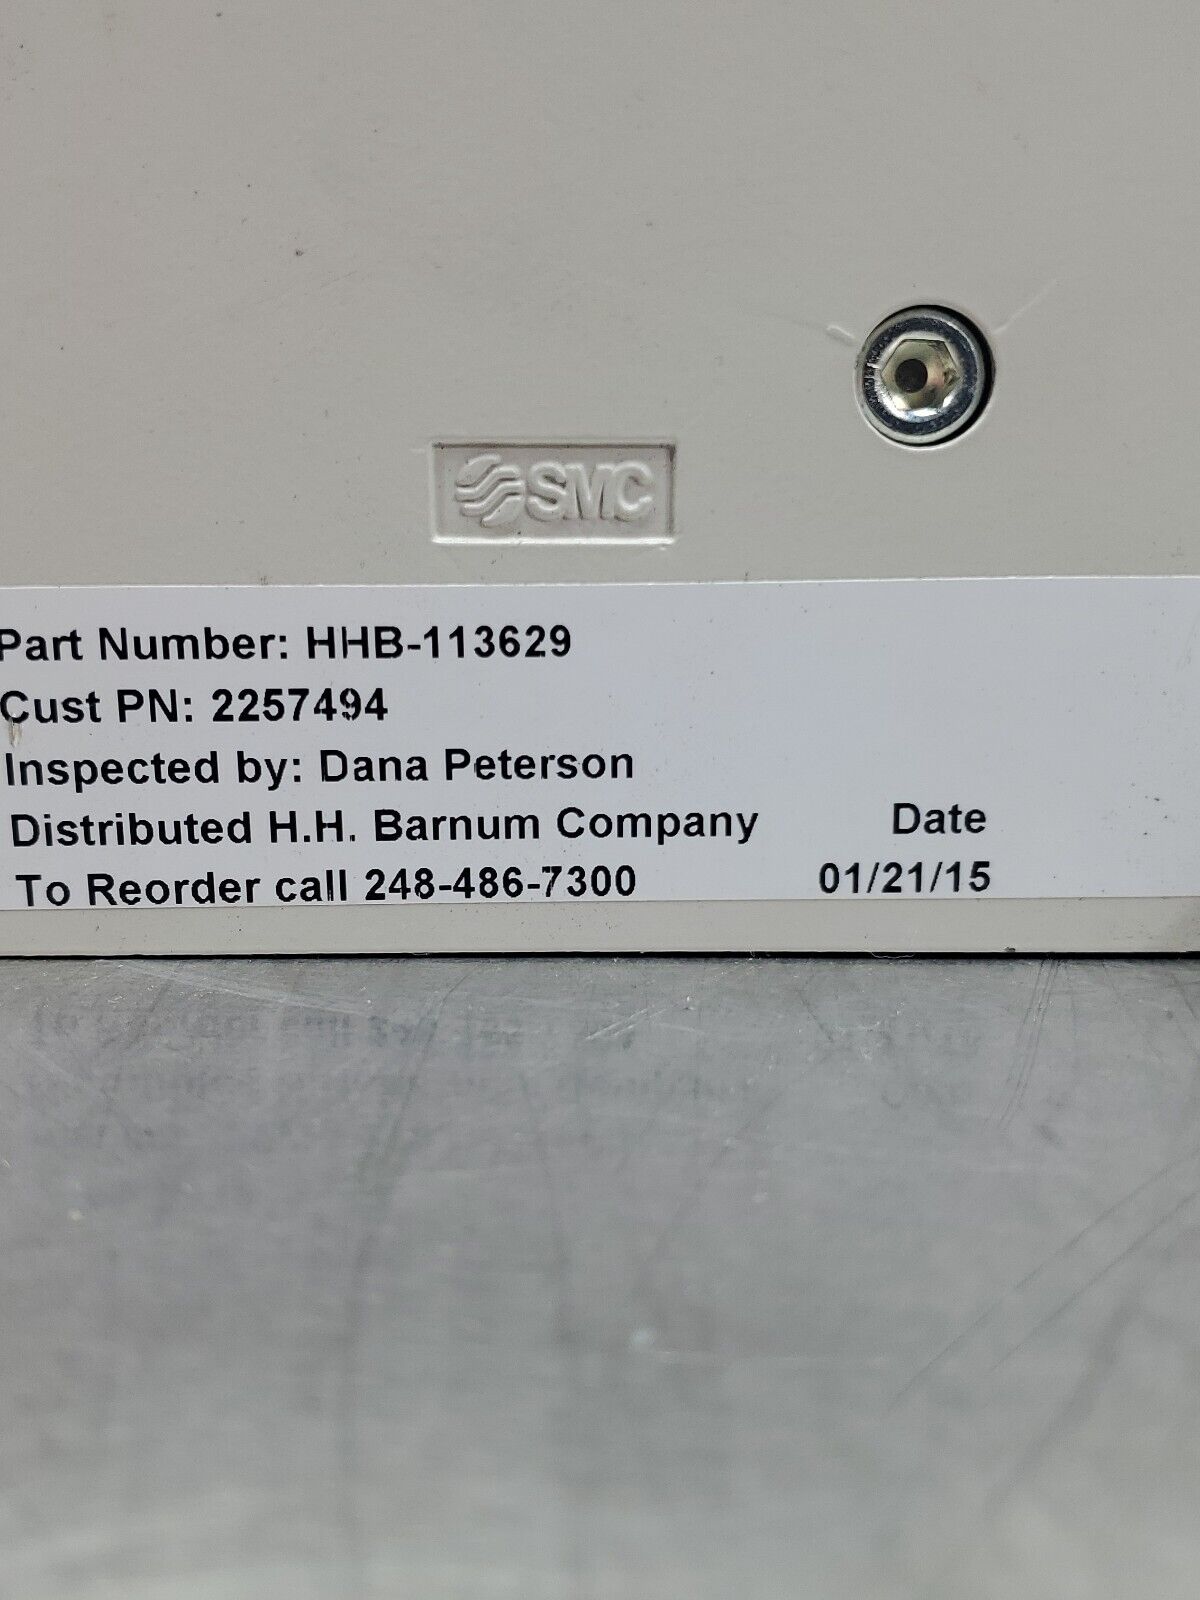 SMC
Part Number: HHB-113629
Cust PN: 2257494
Inspected by: Dana Peterson
Distributed H.H. Barnum Company Date
To Reorder call 248-486-7300 01/21/15